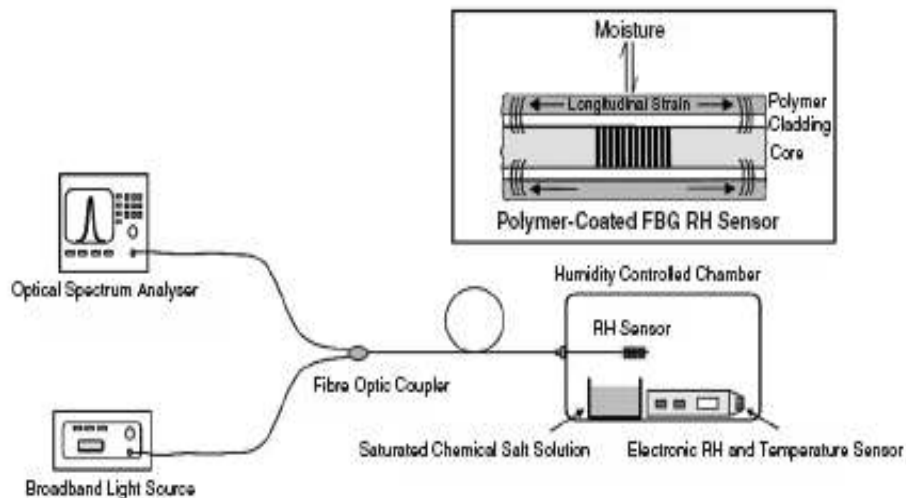 Moisture
Longitudinal Strain
Polymer
Cladding
Core
Polymer-Coated FBG RH Sensor
Optical Spectrum Analyser
Humidity Controlled Chamber
RH Sensor
Fibre Optic Coupler
Saturated Chemical Salt Solution
Electronic RH and Temperature Sensor
Broadband Light Source